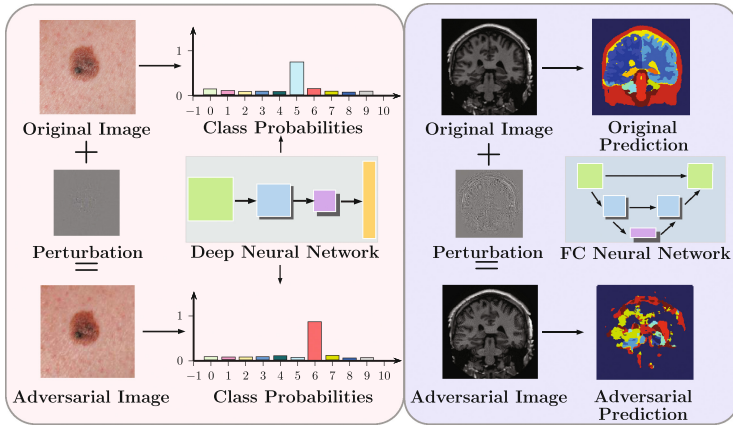 1
0
−1 0 1 2 3 4 5 6 7 8 9 10
Class Probabilities
Original Image
+
Perturbation
=
Deep Neural Network
Adversarial Image
1
0
−1 0 1 2 3 4 5 6 7 8 9 10
Class Probabilities
Original Image
+
Perturbation
=
Adversarial Image
Original
Prediction
FC Neural Network
Adversarial
Prediction